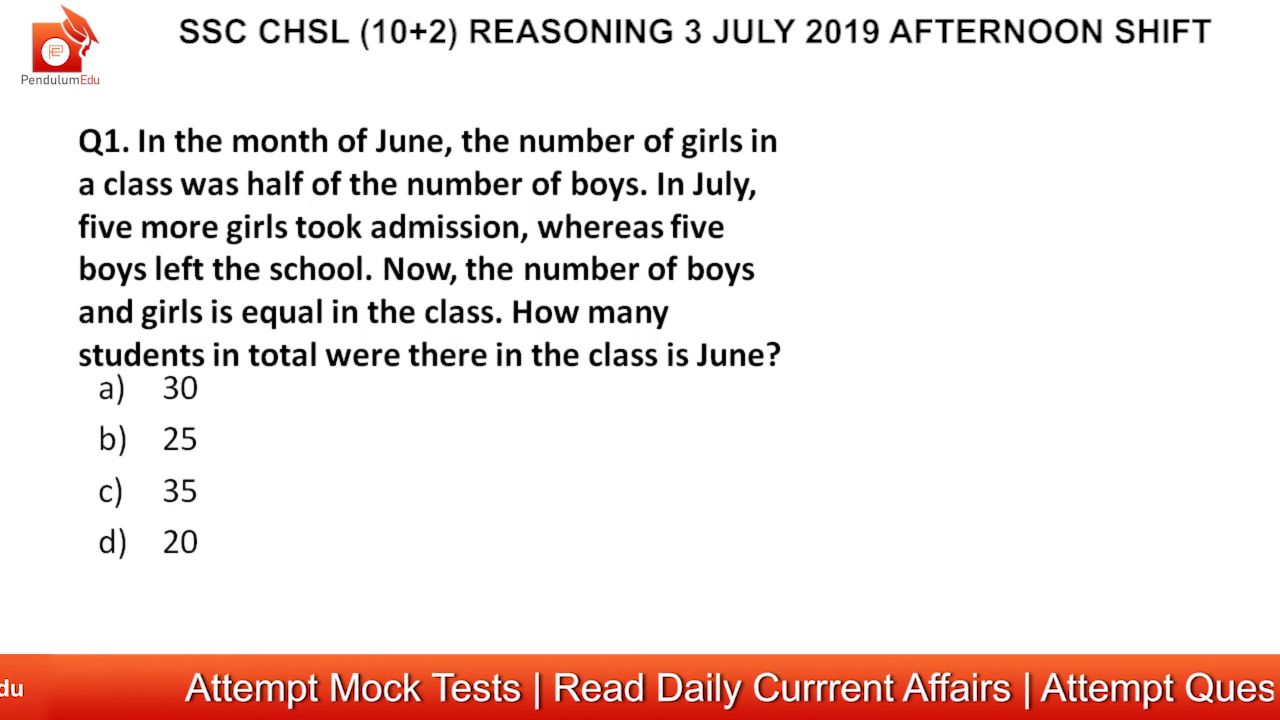 SSC CHSL (10+2) REASONING 3 JULY 2019 AFTERNOON SHIFT
PendulumEdu
Q1. In the month of June, the number of girls in
a class was half of the number of boys. In July,
five more girls took admission, whereas five
boys left the school. Now, the number of boys
and girls is equal in the class. How many
students in total were there in the class is June?
a) 30
b) 25
c) 35
d) 20
du Attempt Mock Tests | Read Daily Currrent Affairs | Attempt Ques